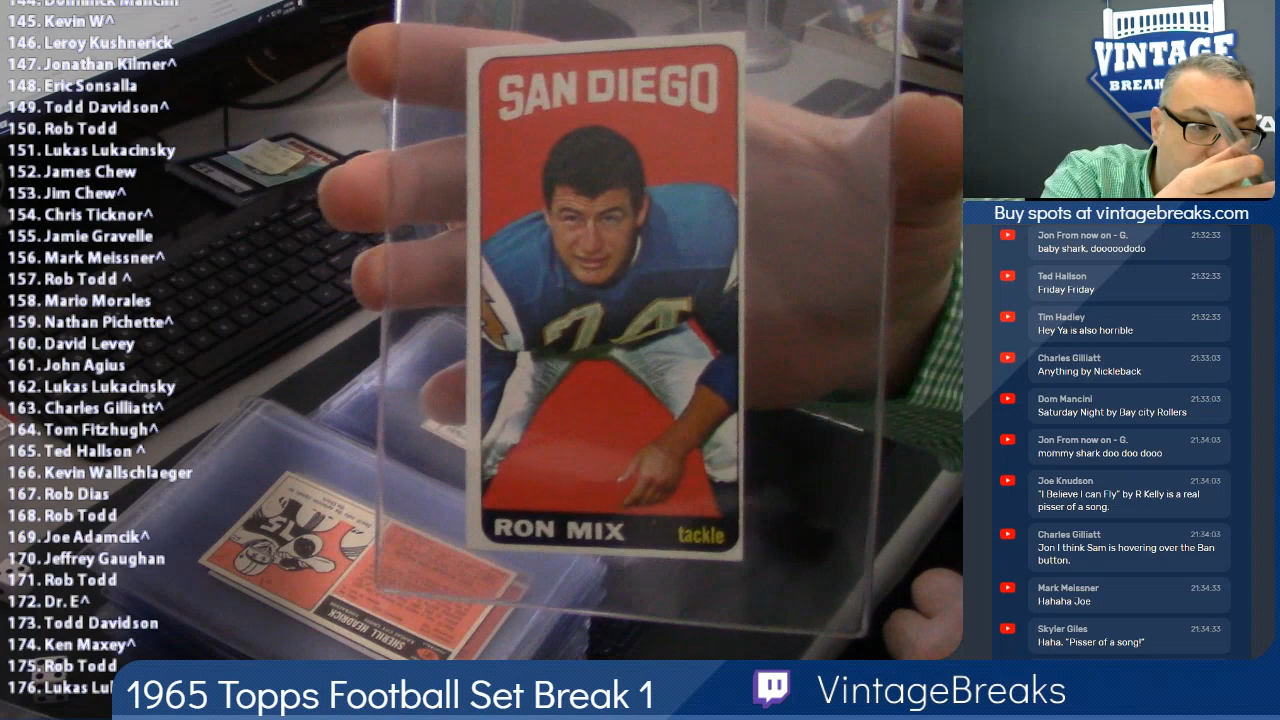 144. Dominick Mancini
145. Kevin W^
146. Leroy Kushnerick
147. Jonathan Kilmer^
148. Eric Sonsalla
149. Todd Davidson^
150. Rob Todd
151. Lukas Lukacinsky
152. James Chew
153. Jim Chew^
154. Chris Ticknor^
155. Jamie Gravelle
156. Mark Meissner^
157. Rob Todd ^
158. Mario Morales
159. Nathan Pichette^
160. David Levey
161. John Agius
162. Lukas Lukacinsky
163. Charles Gilliatt^
164. Tom Fitzhugh^
165. Ted Hallson ^
166. Kevin Wallschlaeger
167. Rob Dias
168. Rob Todd
169. Joe Adamcik^
170. Jeffrey Gaughan
171. Rob Todd
172. Dr. E^
173. Todd Davidson
174. Ken Maxey^
175. Rob Todd
176. Lukas Lu
SAN DIEGO
74
RON MIX
tackle
SHERRILL HEADRICK
75
VINTAGE
BREAK
Buy spots at vintagebreaks.com
Jon From now on - G. 21:32:33
baby shark, dooooododo
Ted Hallson 21:32:33
Friday Friday
Tim Hadley 21:32:33
Hey Ya is also horrible
Charles Gilliatt 21:33:03
Anything by Nickleback
Dom Mancini 21:33:03
Saturday Night by Bay city Rollers
Jon From now on - G. 21:34:03
mommy shark doo doo dooo
Joe Knudson 21:34:03
"I Believe I can Fly" by R Kelly is a real
pisser of a song.
Charles Gilliatt 21:34:03
Jon I think Sam is hovering over the Ban
button.
Mark Meissner 21:34:33
Hahaha Joe
Skyler Giles 21:34:33
Haha. "Pisser of a song!"
1965 Topps Football Set Break 1
VintageBreaks